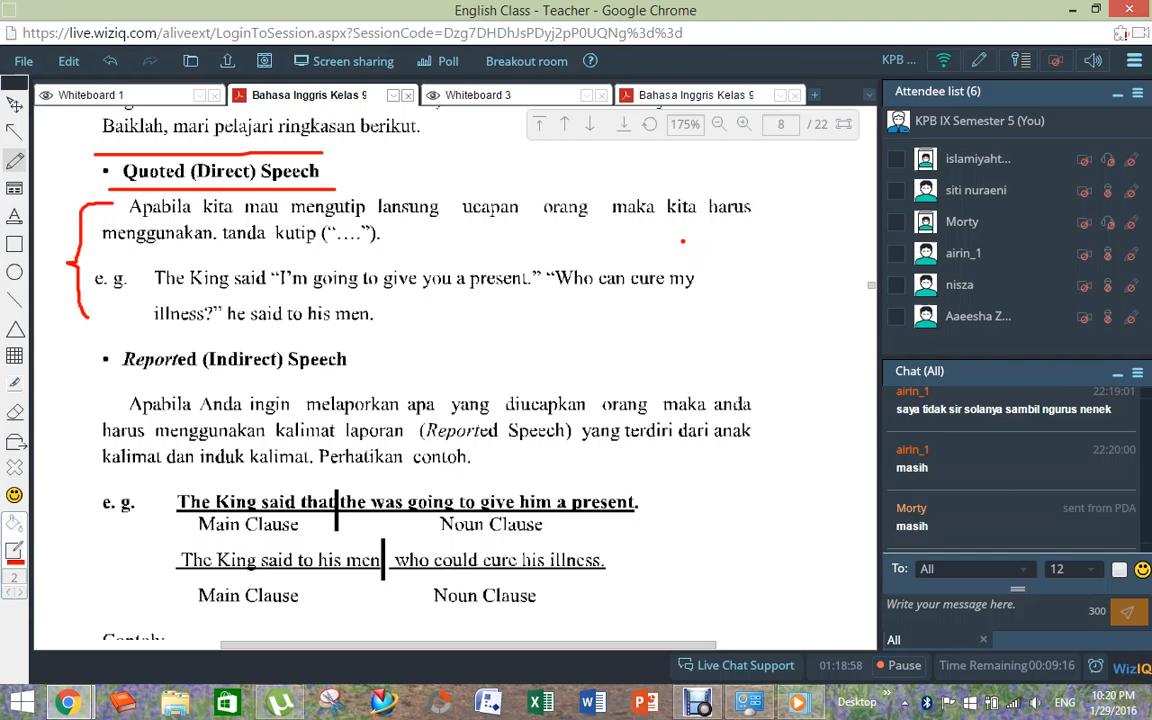 English Class - Teacher - Google Chrome
https://live.wiziq.com/aliveext/LoginToSession.aspx?SessionCode=Dzg7DHDhJsPDyj2pP0UQNg%3d%3d
File Edit Screen sharing Poll Breakout room KPB ...
Whiteboard 1 Bahasa Inggris Kelas 9 Whiteboard 3 Bahasa Inggris Kelas 9
175% 8 / 22
Baiklah, mari pelajari ringkasan berikut.
• Quoted (Direct) Speech
Apabila kita mau mengutip lansung ucapan orang maka kita harus
menggunakan. tanda kutip (“....”).
e. g. The King said “I’m going to give you a present.” “Who can cure my
illness?” he said to his men.
• Reported (Indirect) Speech
Apabila Anda ingin melaporkan apa yang diucapkan orang maka anda
harus menggunakan kalimat laporan (Reported Speech) yang terdiri dari anak
kalimat dan induk kalimat. Perhatikan contoh.
e. g. The King said that the was going to give him a present.
Main Clause Noun Clause
The King said to his men who could cure his illness.
Main Clause Noun Clause
Contoh:
2
Attendee list (6)
KPB IX Semester 5 (You)
islamiyaht...
siti nuraeni
Morty
airin_1
nisza
Aaeesha Z...
Chat (All)
airin_1 22:19:01
saya tidak sir solanya sambil ngurus nenek
airin_1 22:20:00
masih
Morty sent from PDA
masih
To: All 12
Write your message here. 300
All
Live Chat Support 01:18:58 Pause Time Remaining 00:09:16 WizIQ
Desktop » ENG 10:20 PM
1/29/2016